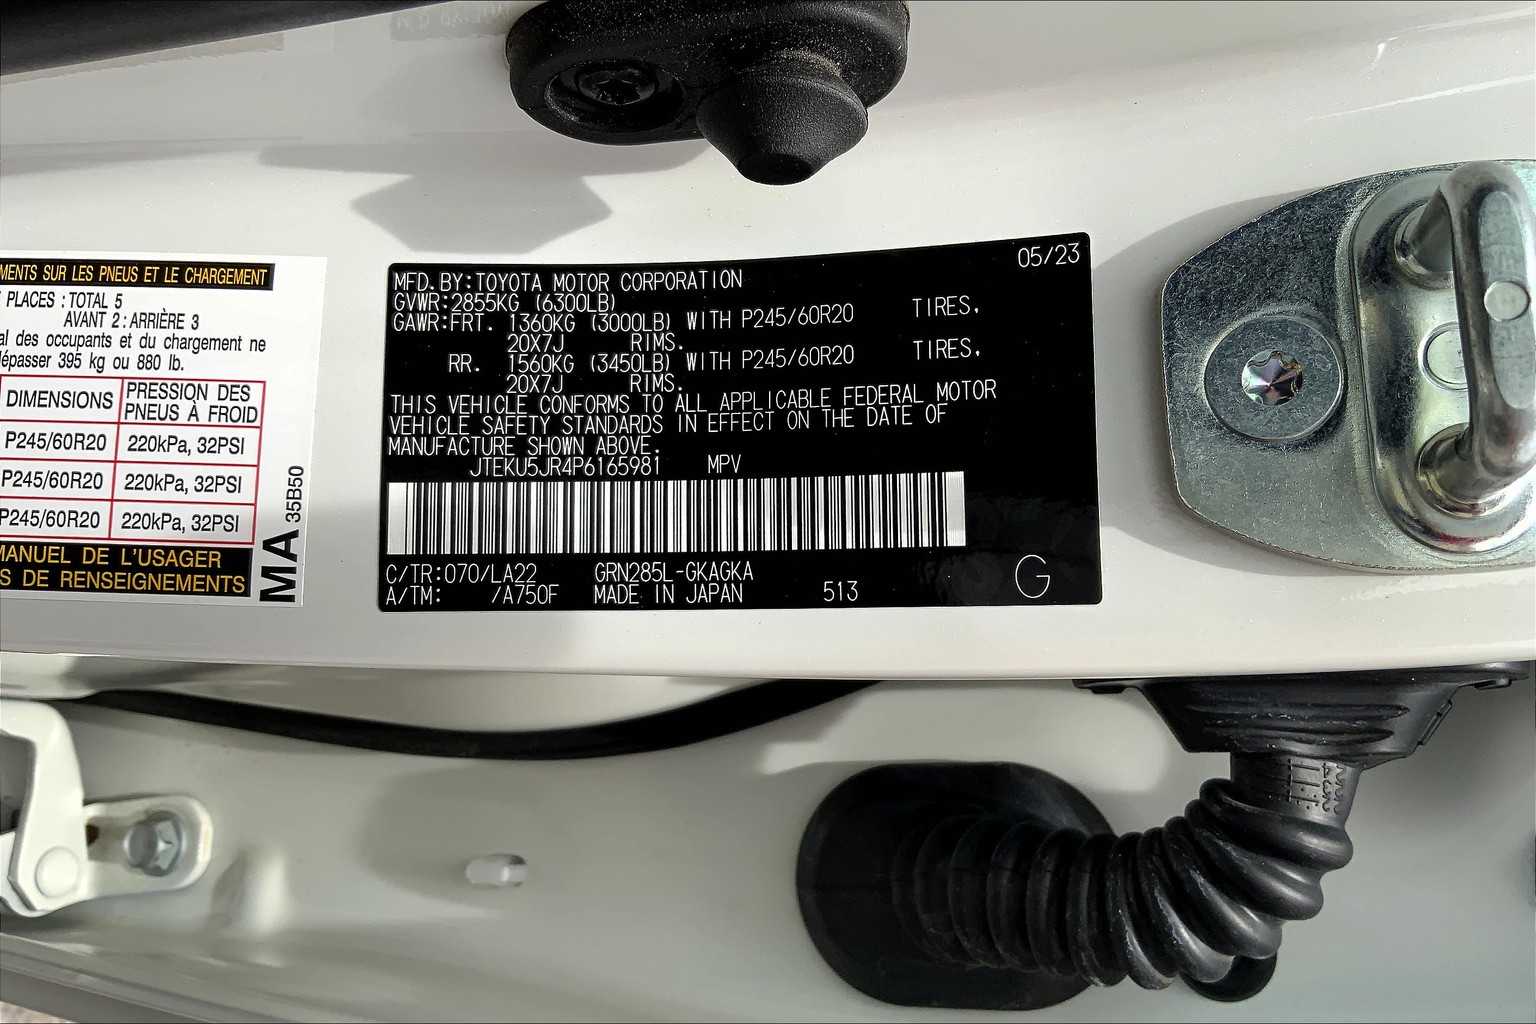 MENTS SUR LES PNEUS ET LE CHARGEMENT
PLACES : TOTAL 5
AVANT 2 : ARRIÈRE 3
al des occupants et du chargement ne
épasser 395 kg ou 880 lb.
DIMENSIONS PRESSION DES PNEUS À FROID
P245/60R20 220kPa, 32PSI
P245/60R20 220kPa, 32PSI
P245/60R20 220kPa, 32PSI
MANUEL DE L'USAGER
S DE RENSEIGNEMENTS
MA 35B50
05/23
MFD. BY:TOYOTA MOTOR CORPORATION
GVWR:2855KG (6300LB)
GAWR:FRT. 1360KG (3000LB) WITH P245/60R20 TIRES,
20X7J RIMS.
RR. 1560KG (3450LB) WITH P245/60R20 TIRES,
20X7J RIMS.
THIS VEHICLE CONFORMS TO ALL APPLICABLE FEDERAL MOTOR
VEHICLE SAFETY STANDARDS IN EFFECT ON THE DATE OF
MANUFACTURE SHOWN ABOVE.
JTEKU5JR4P6165981 MPV
C/TR:070/LA22 GRN285L-GKAGKA
A/TM: /A750F MADE IN JAPAN 513 G